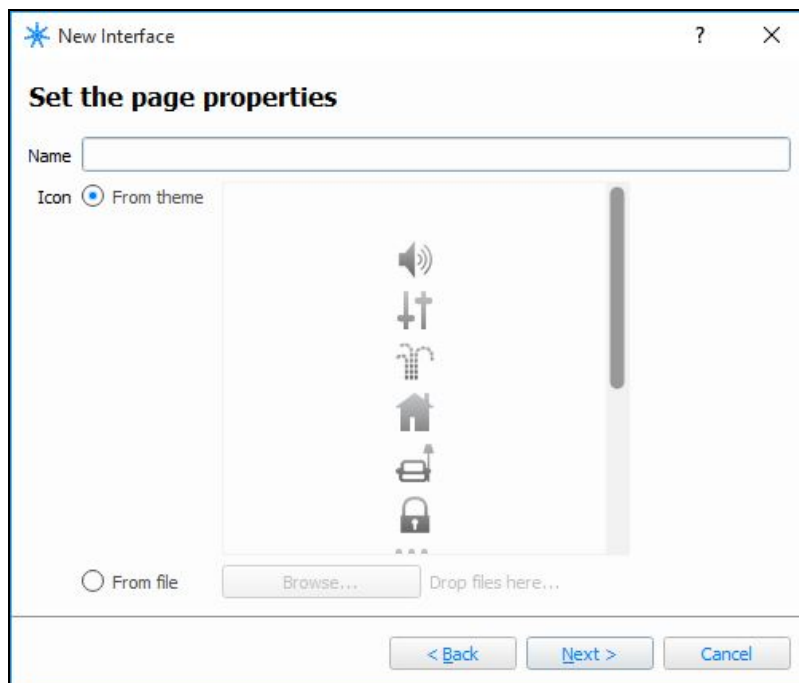 New Interface ?
Set the page properties
Name
Icon From theme
From file Browse... Drop files here...
< Back Next > Cancel